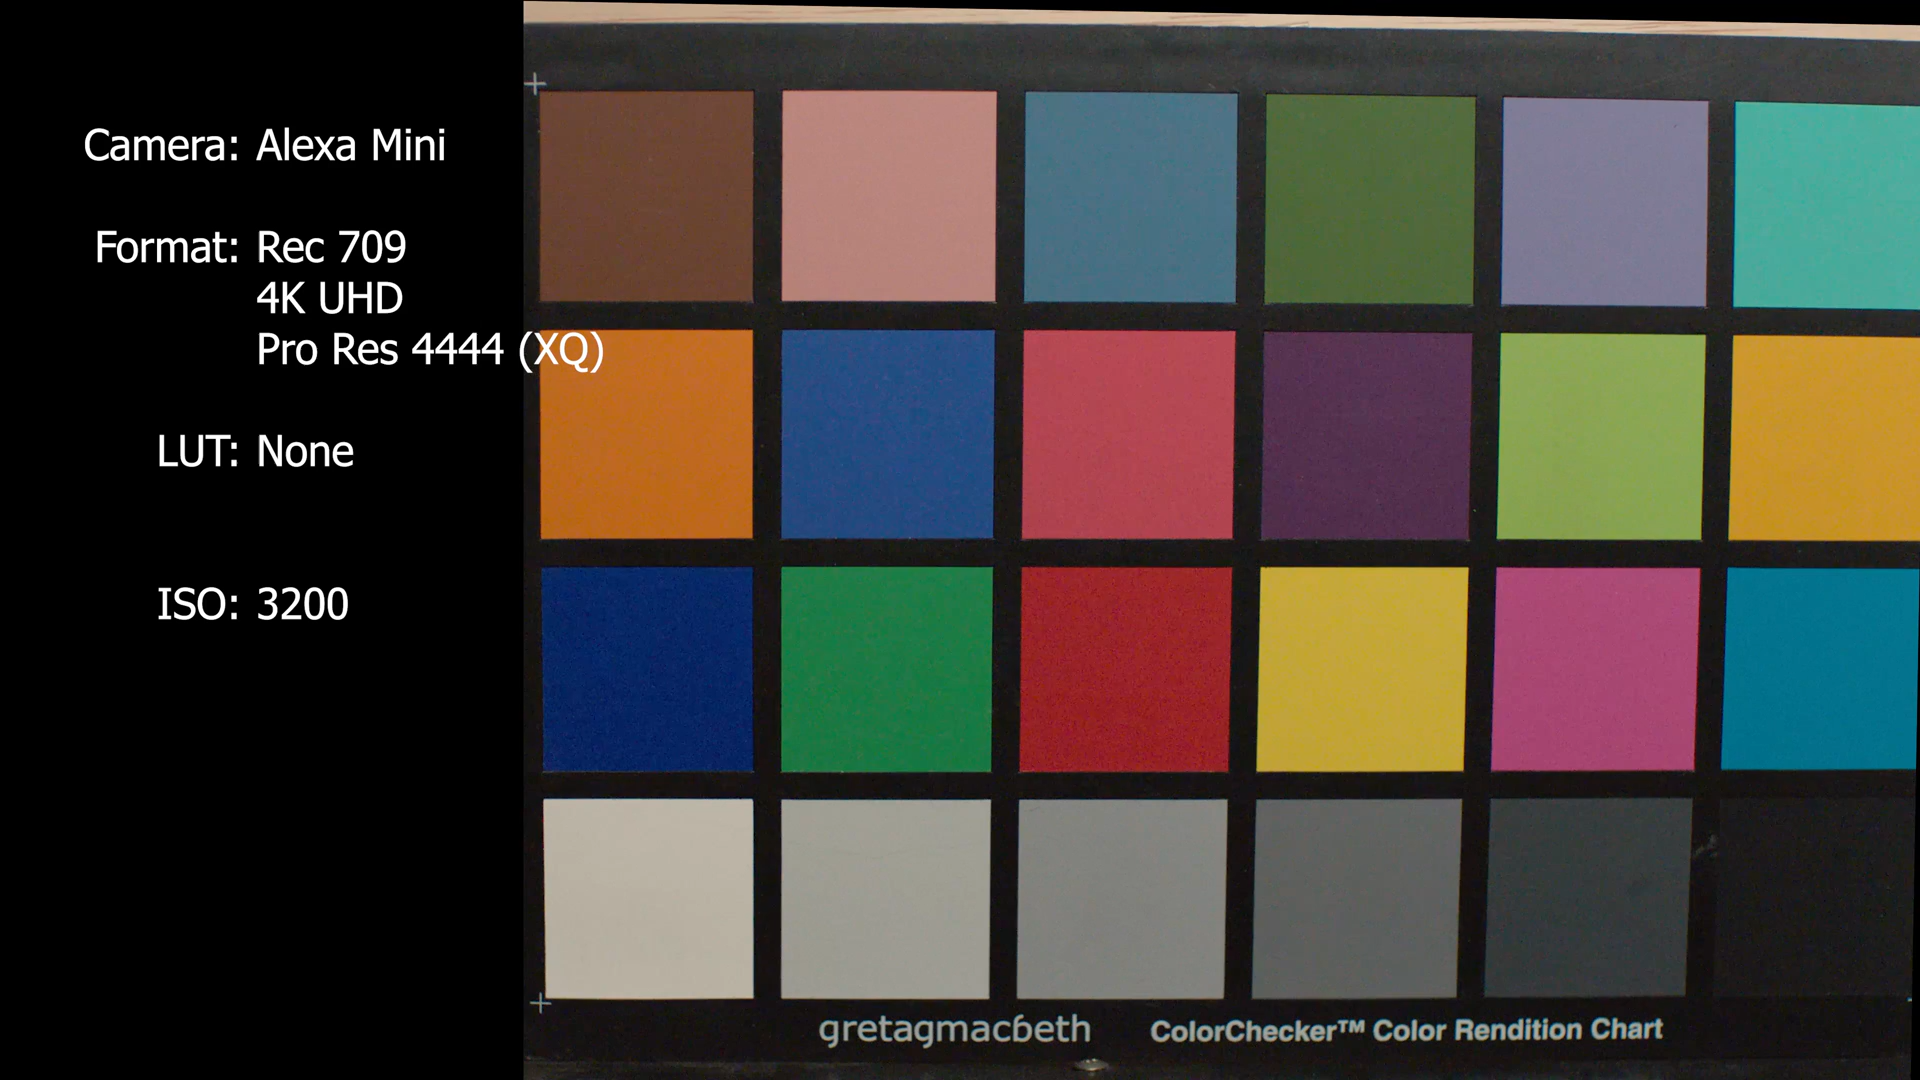 Camera: Alexa Mini
Format: Rec 709
4K UHD
Pro Res 4444 (XQ)
LUT: None
ISO: 3200
gretagmacbeth
ColorChecker™ Color Rendition Chart